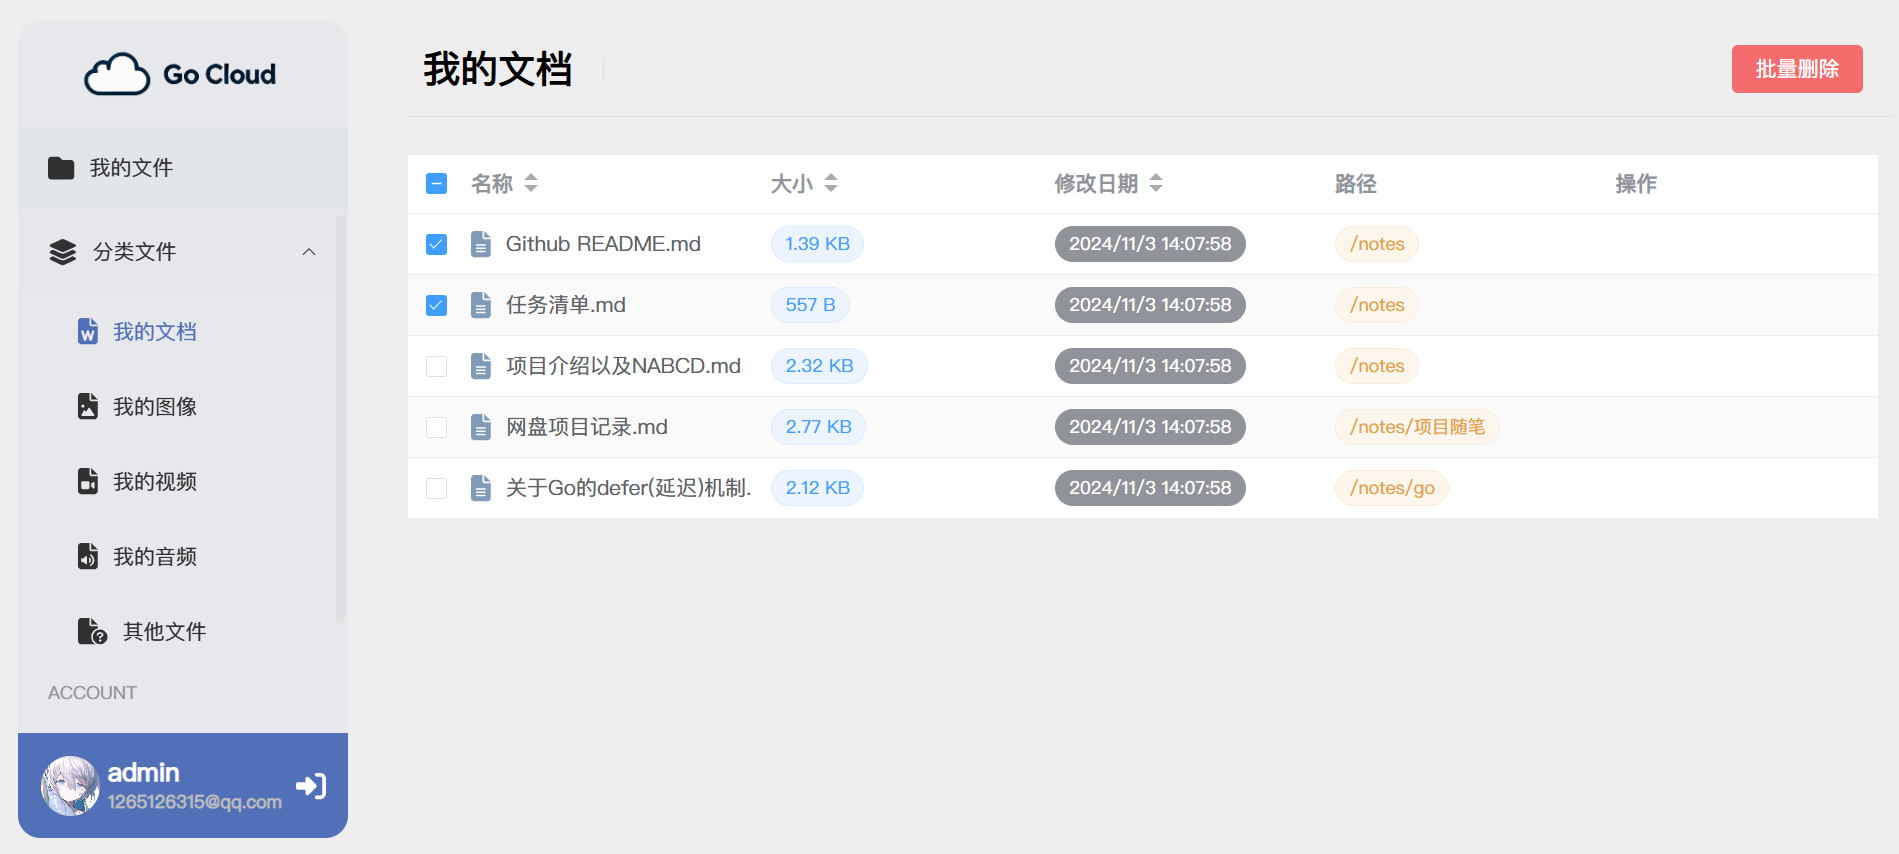 Go Cloud
我的文件
分类文件
我的文档
我的图像
我的视频
我的音频
其他文件
ACCOUNT
admin
1265126315@qq.com
我的文档
批量删除
名称 大小 修改日期 路径 操作
Github README.md 1.39 KB 2024/11/3 14:07:58 /notes
任务清单.md 557 B 2024/11/3 14:07:58 /notes
项目介绍以及NABCD.md 2.32 KB 2024/11/3 14:07:58 /notes
网盘项目记录.md 2.77 KB 2024/11/3 14:07:58 /notes/项目随笔
关于Go的defer(延迟)机制. 2.12 KB 2024/11/3 14:07:58 /notes/go